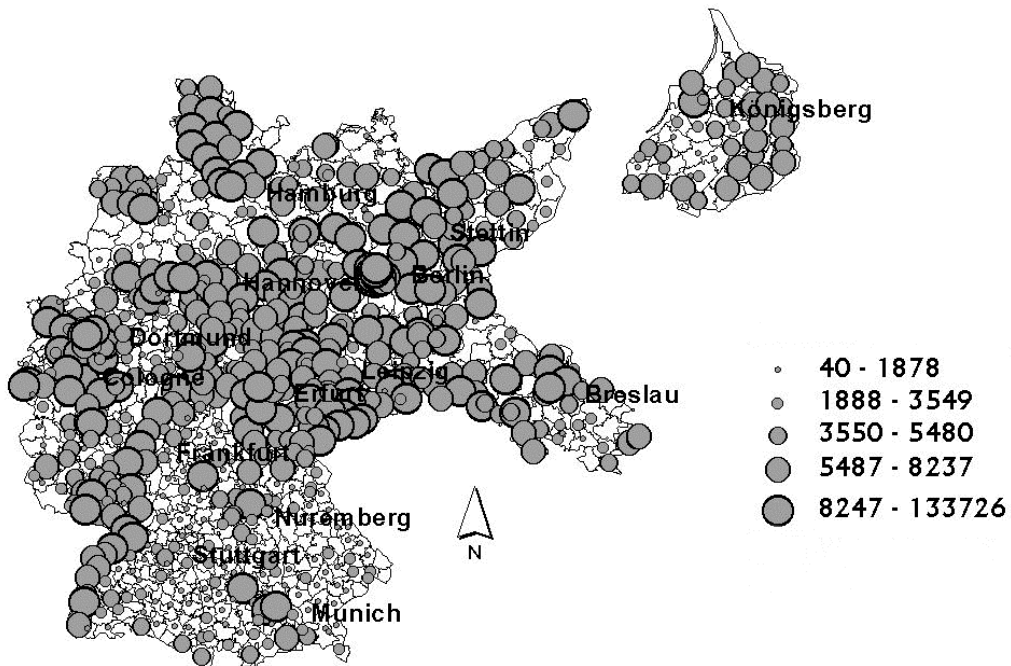 Königsberg
Hamburg
Stettin
Hannover
Berlin
Dortmund
Cologne
Leipzig
Erfurt
Breslau
Frankfurt
Nuremberg
Stuttgart
Munich
N
40 - 1878
1888 - 3549
3550 - 5480
5487 - 8237
8247 - 133726